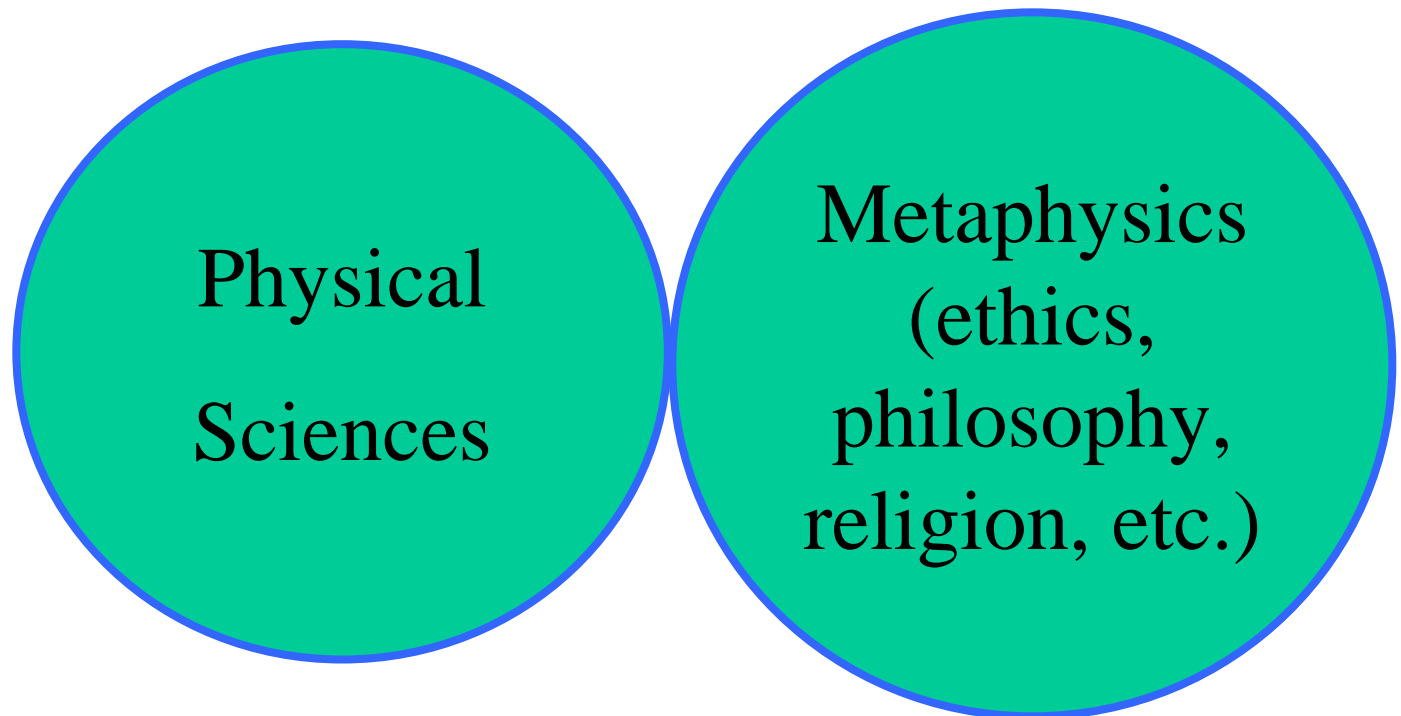 Physical
Sciences
Metaphysics
(ethics,
philosophy,
religion, etc.)